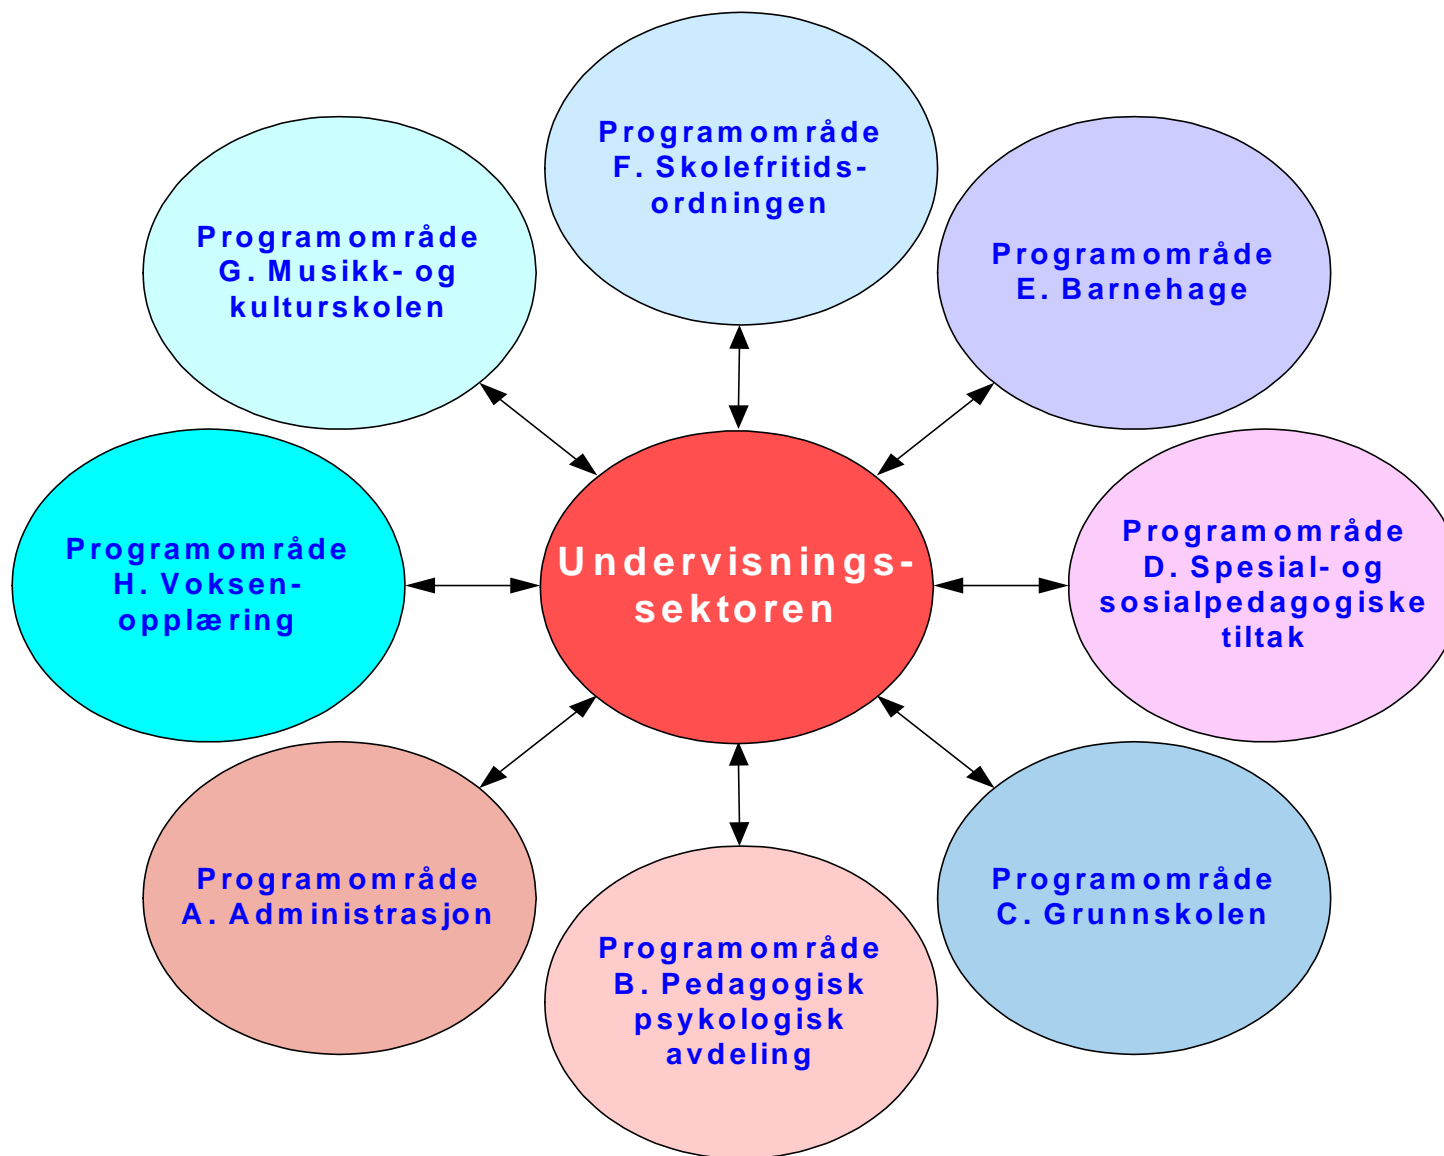 Programområde
F. Skolefritids-
ordningen
Programområde
G. Musikk- og
kulturskolen
Programområde
E. Barnehage
Programområde
H. Voksen-
opplæring
Undervisnings-
sektoren
Programområde
D. Spesial- og
sosialpedagogiske
tiltak
Programområde
A. Administrasjon
Programområde
C. Grunnskolen
Programområde
B. Pedagogisk
psykologisk
avdeling